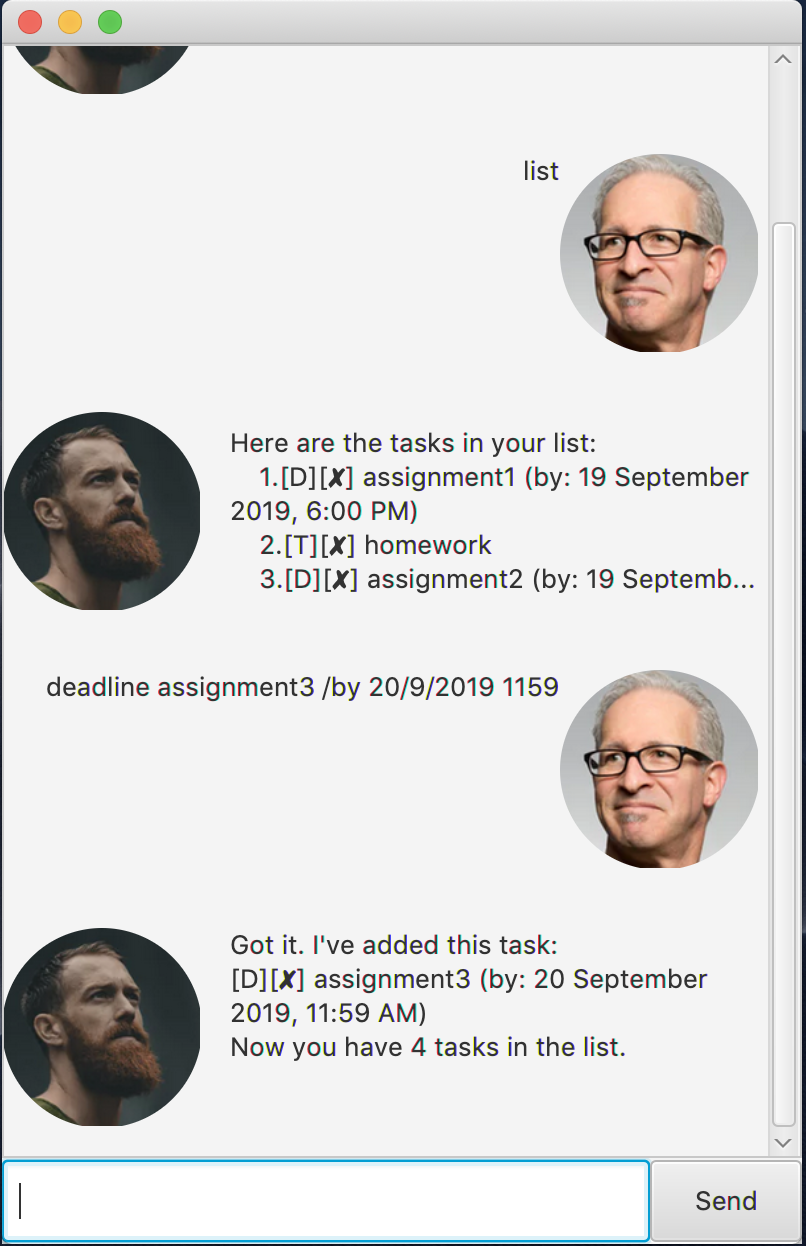 list
Here are the tasks in your list:
1.[D][✘] assignment1 (by: 19 September
2019, 6:00 PM)
2.[T][✘] homework
3.[D][✘] assignment2 (by: 19 Septemb...
deadline assignment3 /by 20/9/2019 1159
Got it. I've added this task:
[D][✘] assignment3 (by: 20 September
2019, 11:59 AM)
Now you have 4 tasks in the list.
Send